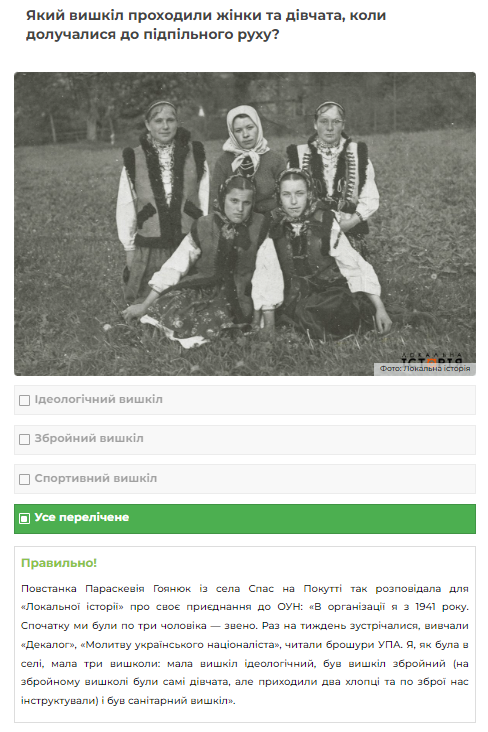 Який вишкіл проходили жінки та дівчата, коли
долучалися до підпільного руху?
ЛОКАЛЬНА
ІСТОРІЯ
Фото: Локальна історія
Ідеологічний вишкіл
Збройний вишкіл
Спортивний вишкіл
Усе перелічене
Правильно!
Повстанка Параскевія Гоянюк із села Спас на Покутті так розповідала для
«Локальної історії» про своє приєднання до ОУН: «В організації я з 1941 року.
Спочатку ми були по три чоловіка — звено. Раз на тиждень зустрічалися, вивчали
«Декалог», «Молитву українського націоналіста», читали брошури УПА. Я, як була в
селі, мала три вишколи: мала вишкіл ідеологічний, був вишкіл збройний (на
збройному вишколі були самі дівчата, але приходили два хлопці та по зброї нас
інструктували) і був санітарний вишкіл».